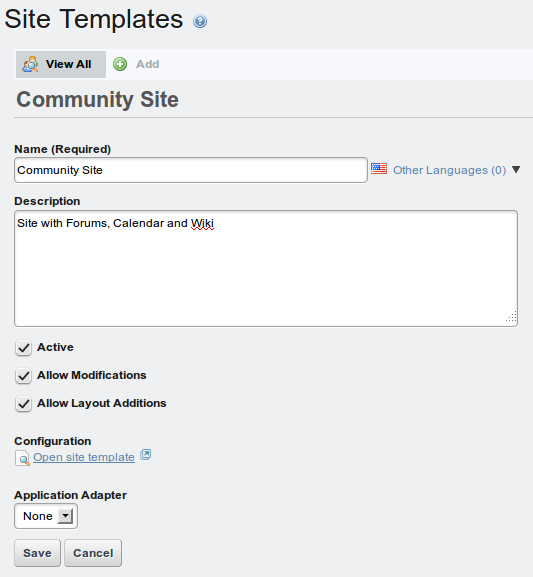 Site Templates
View All Add
Community Site
Name (Required)
Community Site Other Languages (0)
Description
Site with Forums, Calendar and Wiki
Active
Allow Modifications
Allow Layout Additions
Configuration
Open site template
Application Adapter
None
Save Cancel